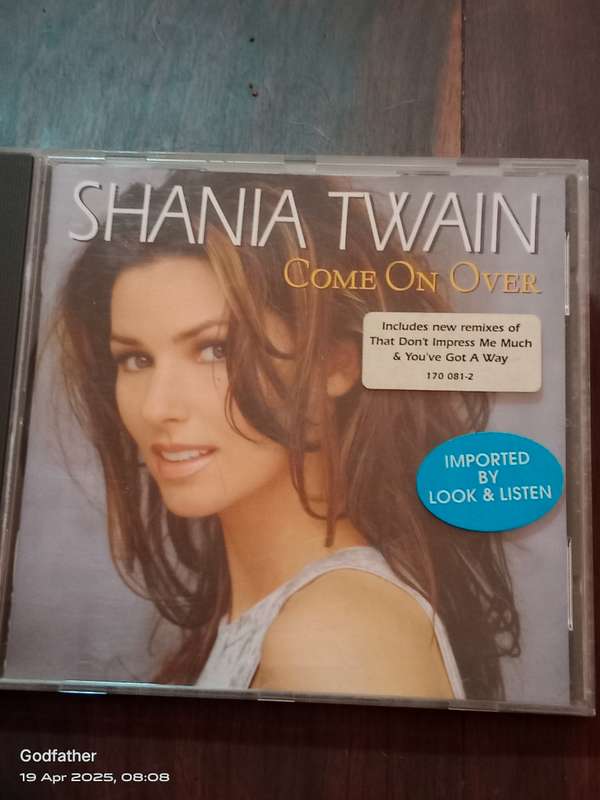 SHANIA TWAIN
COME ON OVER
Includes new remixes of
That Don't Impress Me Much
& You've Got A Way
170 081-2
IMPORTED
BY
LOOK & LISTEN
Godfather
19 Apr 2025, 08:08